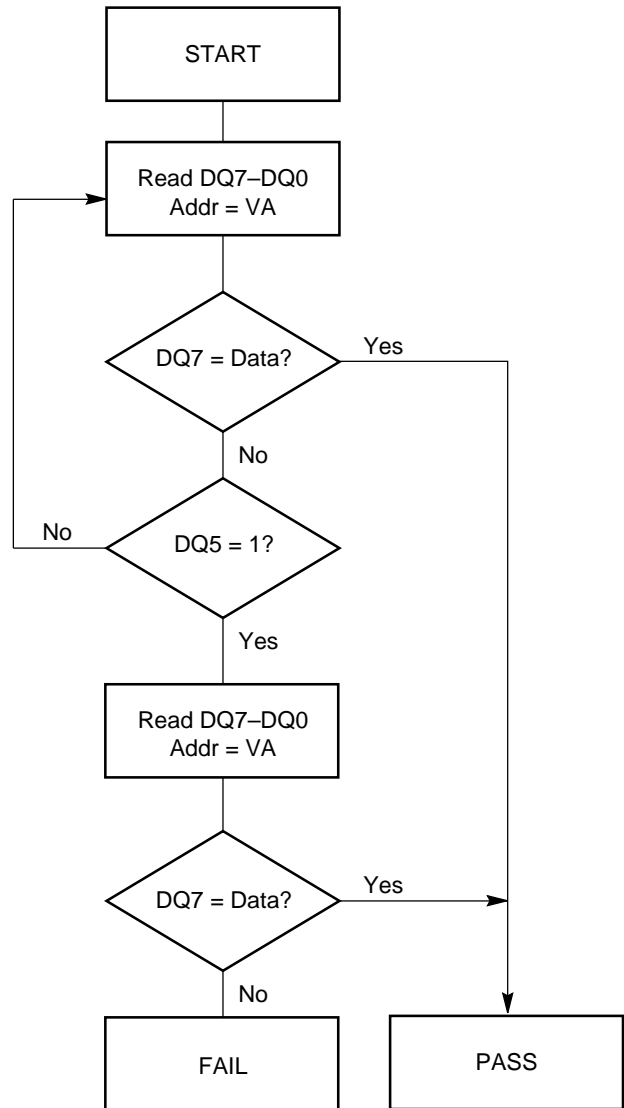 START
Read DQ7–DQ0
Addr = VA
DQ7 = Data?
Yes
No
No
DQ5 = 1?
Yes
Read DQ7–DQ0
Addr = VA
DQ7 = Data?
Yes
No
FAIL
PASS